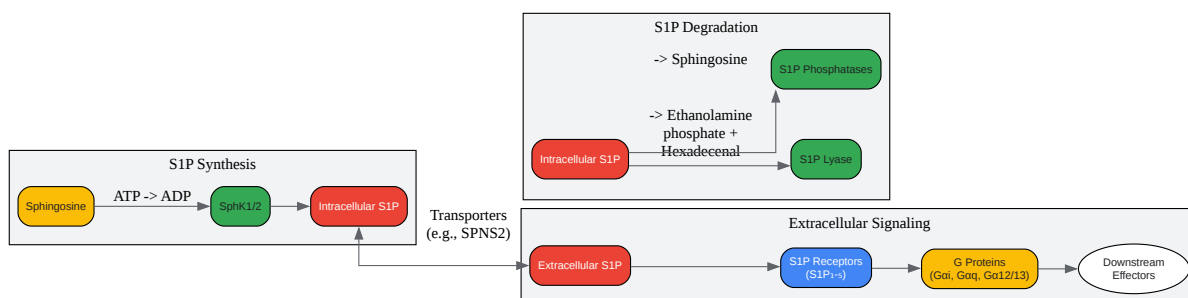 S1P Degradation
-> Sphingosine
S1P Phosphatases
-> Ethanolamine
phosphate +
Hexadecenal
Intracellular S1P
S1P Lyase
S1P Synthesis
Sphingosine
ATP -> ADP
SphK1/2
Intracellular S1P
Transporters
(e.g., SPNS2)
Extracellular Signaling
Extracellular S1P
S1P Receptors
(S1P₁₋₅)
G Proteins
(Gαi, Gαq, Gα12/13)
Downstream
Effectors